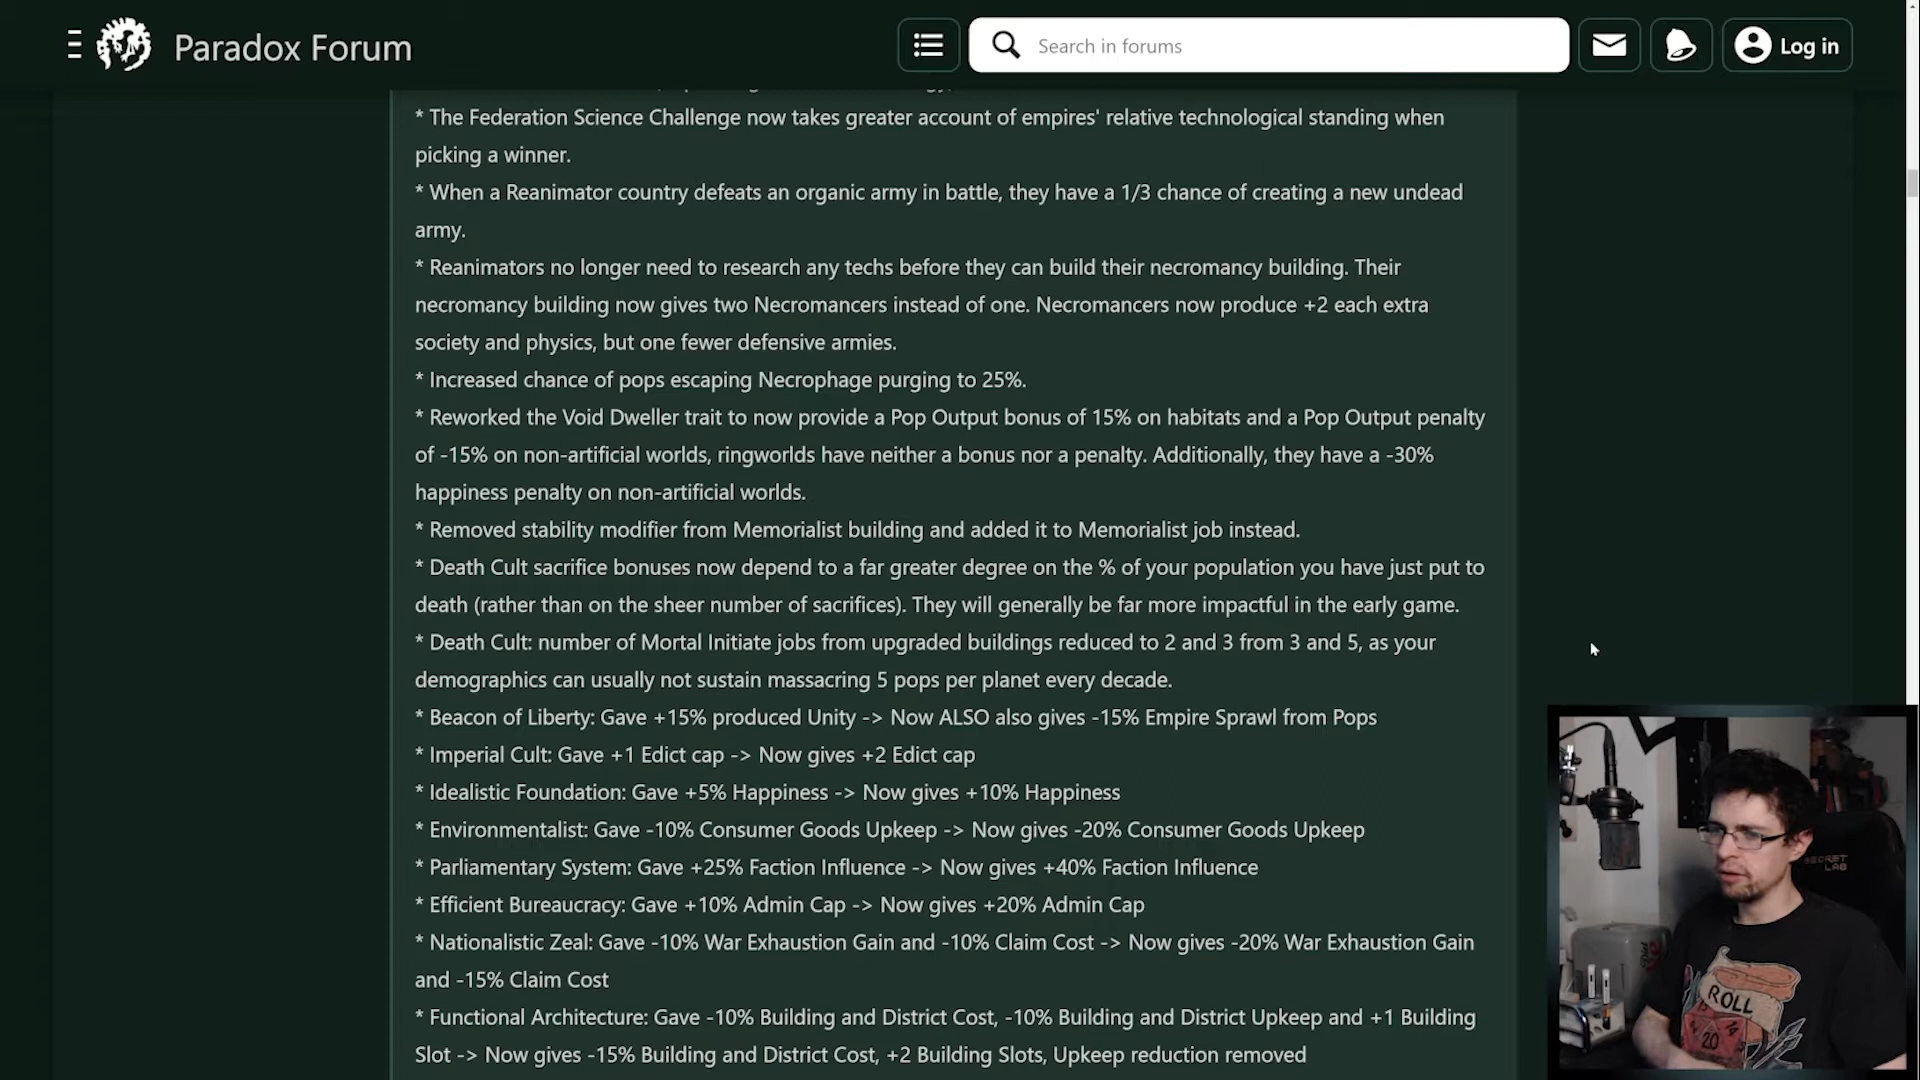 Paradox Forum
Search in forums
Log in
* The Federation Science Challenge now takes greater account of empires' relative technological standing when
picking a winner.
* When a Reanimator country defeats an organic army in battle, they have a 1/3 chance of creating a new undead
army.
* Reanimators no longer need to research any techs before they can build their necromancy building. Their
necromancy building now gives two Necromancers instead of one. Necromancers now produce +2 each extra
society and physics, but one fewer defensive armies.
* Increased chance of pops escaping Necrophage purging to 25%.
* Reworked the Void Dweller trait to now provide a Pop Output bonus of 15% on habitats and a Pop Output penalty
of -15% on non-artificial worlds, ringworlds have neither a bonus nor a penalty. Additionally, they have a -30%
happiness penalty on non-artificial worlds.
* Removed stability modifier from Memorialist building and added it to Memorialist job instead.
* Death Cult sacrifice bonuses now depend to a far greater degree on the % of your population you have just put to
death (rather than on the sheer number of sacrifices). They will generally be far more impactful in the early game.
* Death Cult: number of Mortal Initiate jobs from upgraded buildings reduced to 2 and 3 from 3 and 5, as your
demographics can usually not sustain massacring 5 pops per planet every decade.
* Beacon of Liberty: Gave +15% produced Unity -> Now ALSO also gives -15% Empire Sprawl from Pops
* Imperial Cult: Gave +1 Edict cap -> Now gives +2 Edict cap
* Idealistic Foundation: Gave +5% Happiness -> Now gives +10% Happiness
* Environmentalist: Gave -10% Consumer Goods Upkeep -> Now gives -20% Consumer Goods Upkeep
* Parliamentary System: Gave +25% Faction Influence -> Now gives +40% Faction Influence
* Efficient Bureaucracy: Gave +10% Admin Cap -> Now gives +20% Admin Cap
* Nationalistic Zeal: Gave -10% War Exhaustion Gain and -10% Claim Cost -> Now gives -20% War Exhaustion Gain
and -15% Claim Cost
* Functional Architecture: Gave -10% Building and District Cost, -10% Building and District Upkeep and +1 Building
Slot -> Now gives -15% Building and District Cost, +2 Building Slots, Upkeep reduction removed
SECRET
LAB
ROLL
20